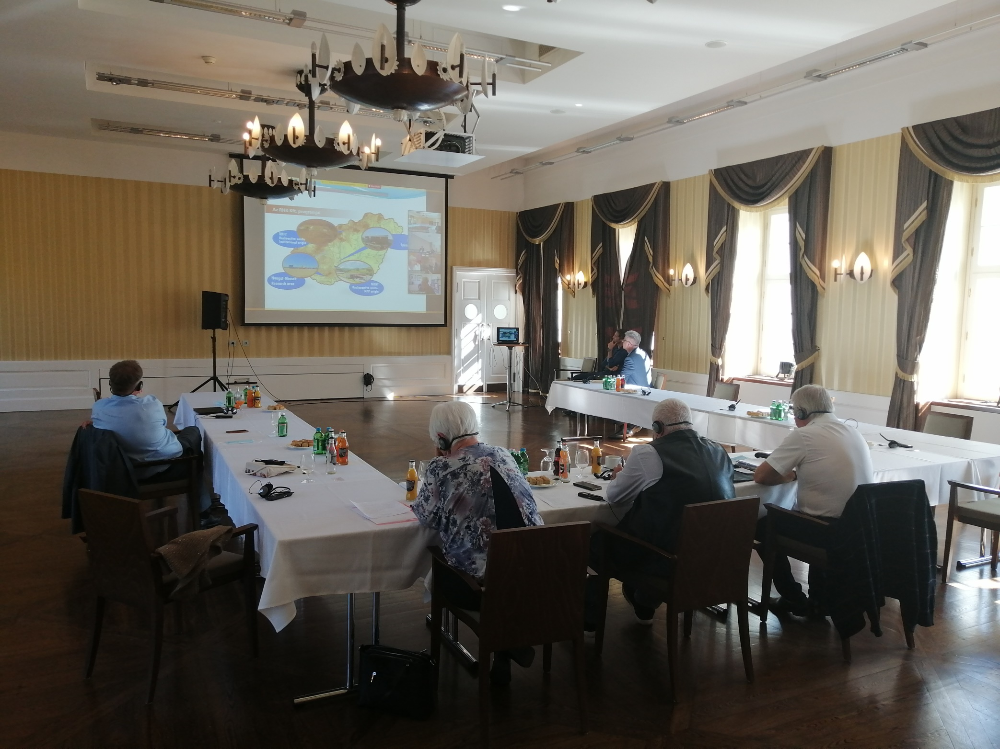 Az RHK Kft. programjai
RHFT
Radioactive waste
Institutional origin
Nyugat-Mecsek
Research area
NRHT
Radioactive waste
NPP origin